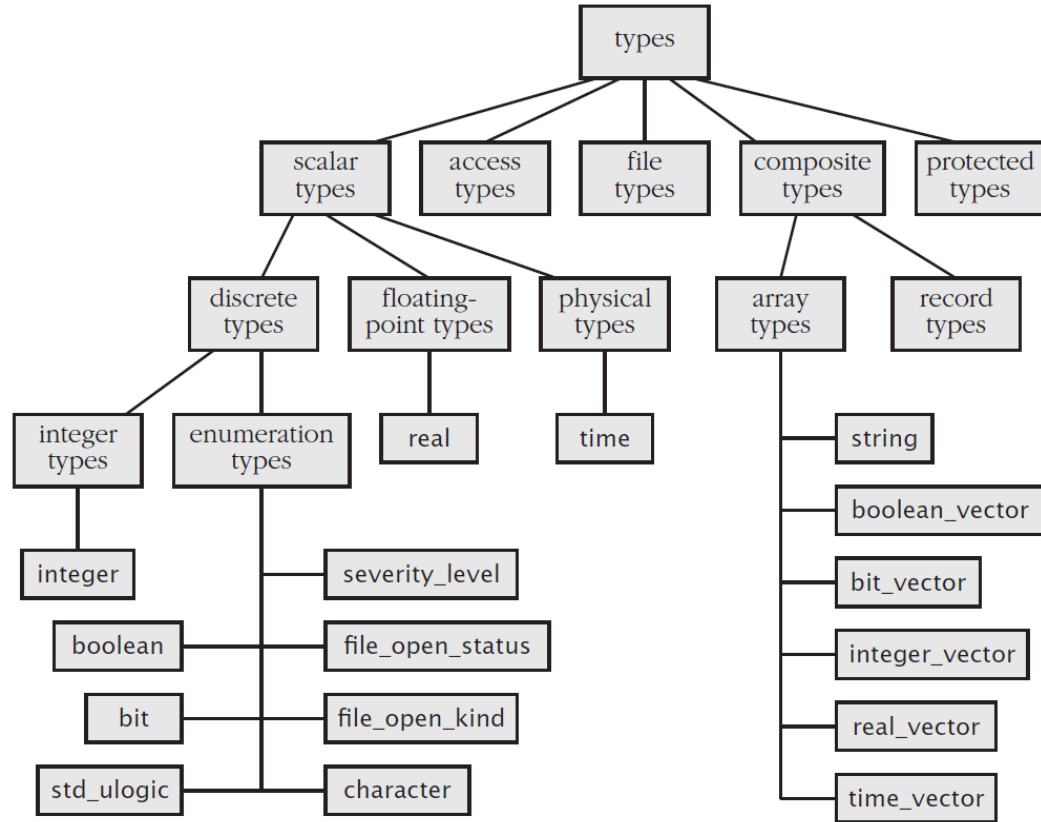 types
scalar
types
access
types
file
types
composite
types
protected
types
discrete
types
floating-
point types
physical
types
array
types
record
types
integer
types
enumeration
types
real
time
string
boolean_vector
integer
severity_level
bit_vector
boolean
file_open_status
integer_vector
bit
file_open_kind
real_vector
std_ulogic
character
time_vector